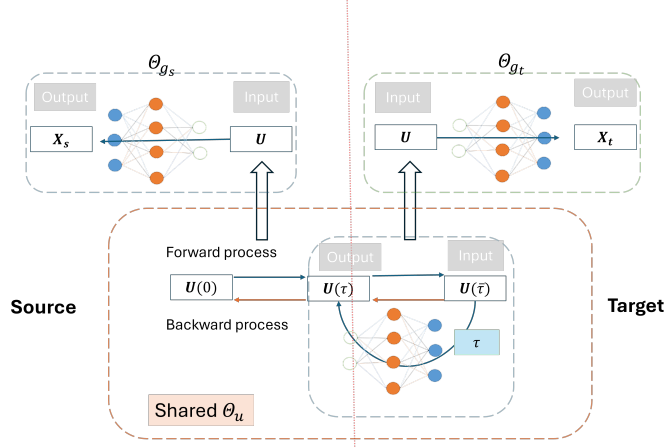 Θ_{g_s}
Θ_{g_t}
Output
Input
Input
Output
X_s
U
U
X_t
Forward process
Output
Input
U(0)
U(τ)
U(τ̄)
Source
Target
Backward process
τ
Shared Θ_u